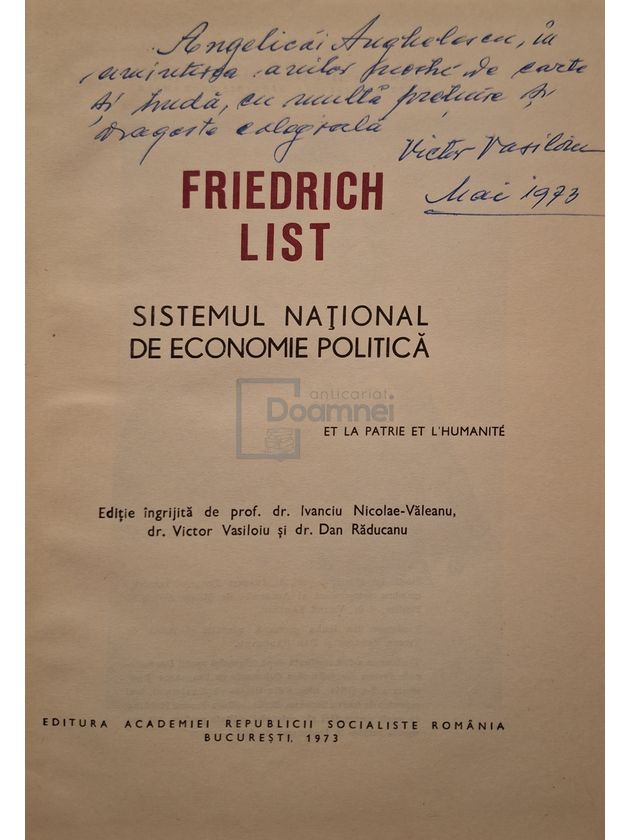 Angelicăi Anghelescu, în
amintirea anilor de carte
și trudă, cu multă prețuire și
dragoste colegială
Victor Vasiloiu
Mai 1973
FRIEDRICH
LIST
SISTEMUL NAŢIONAL
DE ECONOMIE POLITICĂ
anticariat
Doamnei
ET LA PATRIE ET L'HUMANITÉ
Ediţie îngrijită de prof. dr. Ivanciu Nicolae-Văleanu,
dr. Victor Vasiloiu şi dr. Dan Răducanu
EDITURA ACADEMIEI REPUBLICII SOCIALISTE ROMÂNIA
BUCUREŞTI, 1973